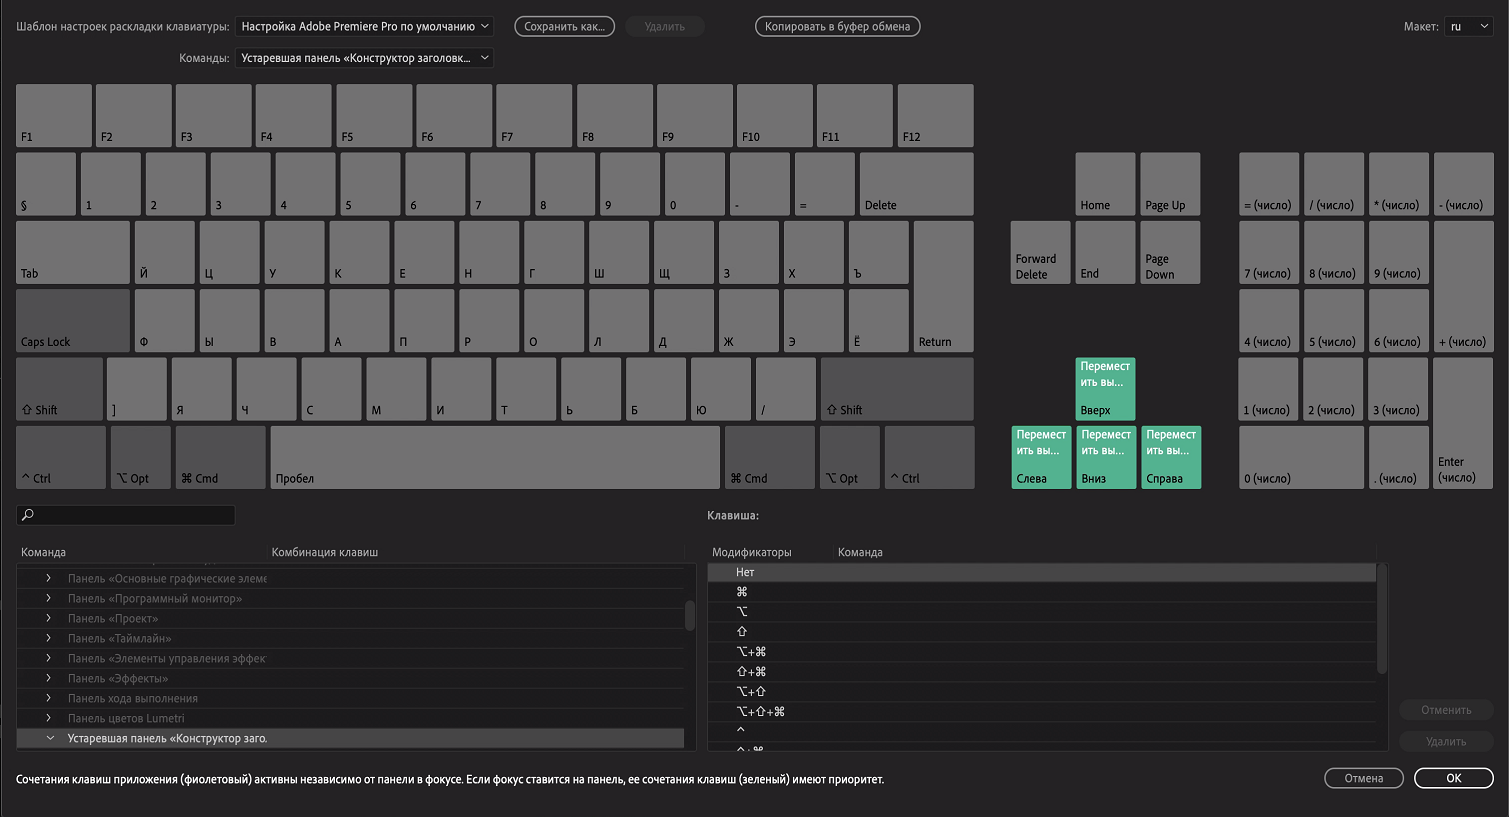 Шаблон настроек раскладки клавиатуры: Настройка Adobe Premiere Pro по умолчанию Сохранить как... Удалить Копировать в буфер обмена Макет: ru
Команды: Устаревшая панель «Конструктор заголовк...
F1 F2 F3 F4 F5 F6 F7 F8 F9 F10 F11 F12
§ 1 2 3 4 5 6 7 8 9 0 - = Delete Home Page Up = (число) / (число) * (число) - (число)
Tab Й Ц У К Е Н Г Ш Щ З Х Ъ Forward Delete End Page Down 7 (число) 8 (число) 9 (число)
Caps Lock Ф Ы В А П Р О Л Д Ж Э Ё Return 4 (число) 5 (число) 6 (число) + (число)
Перемест
ить вы...
⇧ Shift ] Я Ч С М И Т Ь Б Ю / ⇧ Shift Вверх 1 (число) 2 (число) 3 (число)
Перемест Перемест Перемест
ить вы... ить вы... ить вы...
^ Ctrl ⌥ Opt ⌘ Cmd Пробел ⌘ Cmd ⌥ Opt ^ Ctrl Слева Вниз Справа 0 (число) . (число) Enter (число)
Клавиша:
Команда Комбинация клавиш
Панель «Основные графические элеме
Панель «Программный монитор»
Панель «Проект»
Панель «Таймлайн»
Панель «Элементы управления эффек
Панель «Эффекты»
Панель хода выполнения
Панель цветов Lumetri
Устаревшая панель «Конструктор заго.
Модификаторы Команда
Нет
⌘
⌥
⇧
⌥+⌘
⇧+⌘
⌥+⇧
⌥+⇧+⌘
^
^+⌘
Отменить
Удалить
Сочетания клавиш приложения (фиолетовый) активны независимо от панели в фокусе. Если фокус ставится на панель, ее сочетания клавиш (зеленый) имеют приоритет.
Отмена OK